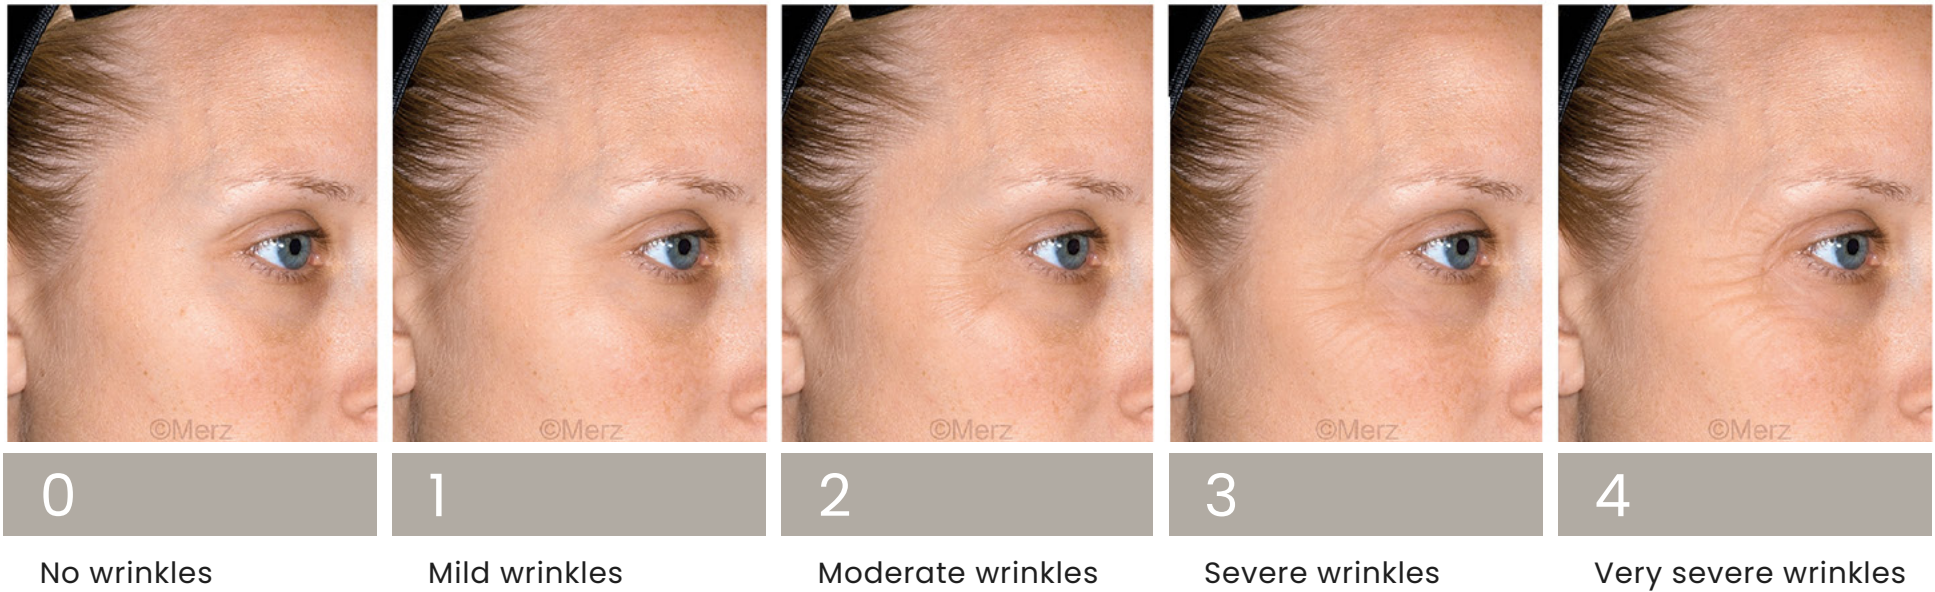 ©Merz ©Merz ©Merz ©Merz ©Merz
0 1 2 3 4
No wrinkles Mild wrinkles Moderate wrinkles Severe wrinkles Very severe wrinkles